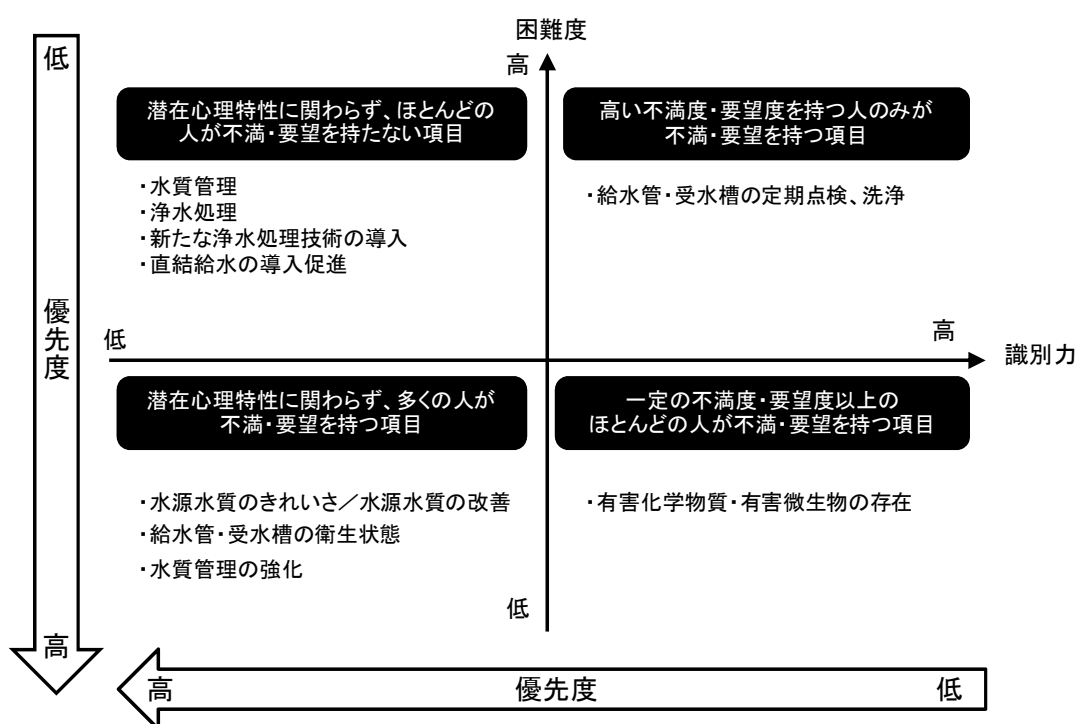 困難度
高
低
優先度
高
潜在心理特性に関わらず、ほとんどの
人が不満・要望を持たない項目
・水質管理
・浄水処理
・新たな浄水処理技術の導入
・直結給水の導入促進
高い不満度・要望度を持つ人のみが
不満・要望を持つ項目
・給水管・受水槽の定期点検、洗浄
低
高
識別力
潜在心理特性に関わらず、多くの人が
不満・要望を持つ項目
・水源水質のきれいさ／水源水質の改善
・給水管・受水槽の衛生状態
・水質管理の強化
一定の不満度・要望度以上の
ほとんどの人が不満・要望を持つ項目
・有害化学物質・有害微生物の存在
低
高 優先度 低